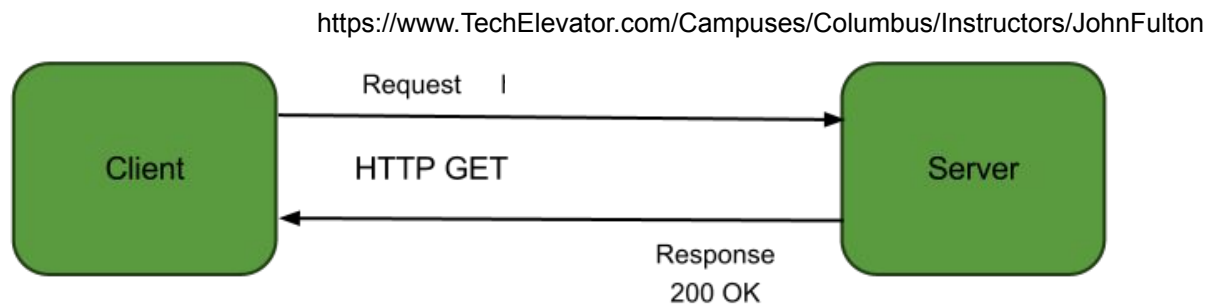 https://www.TechElevator.com/Campuses/Columbus/Instructors/JohnFulton
Request I
Client
HTTP GET
Server
Response
200 OK